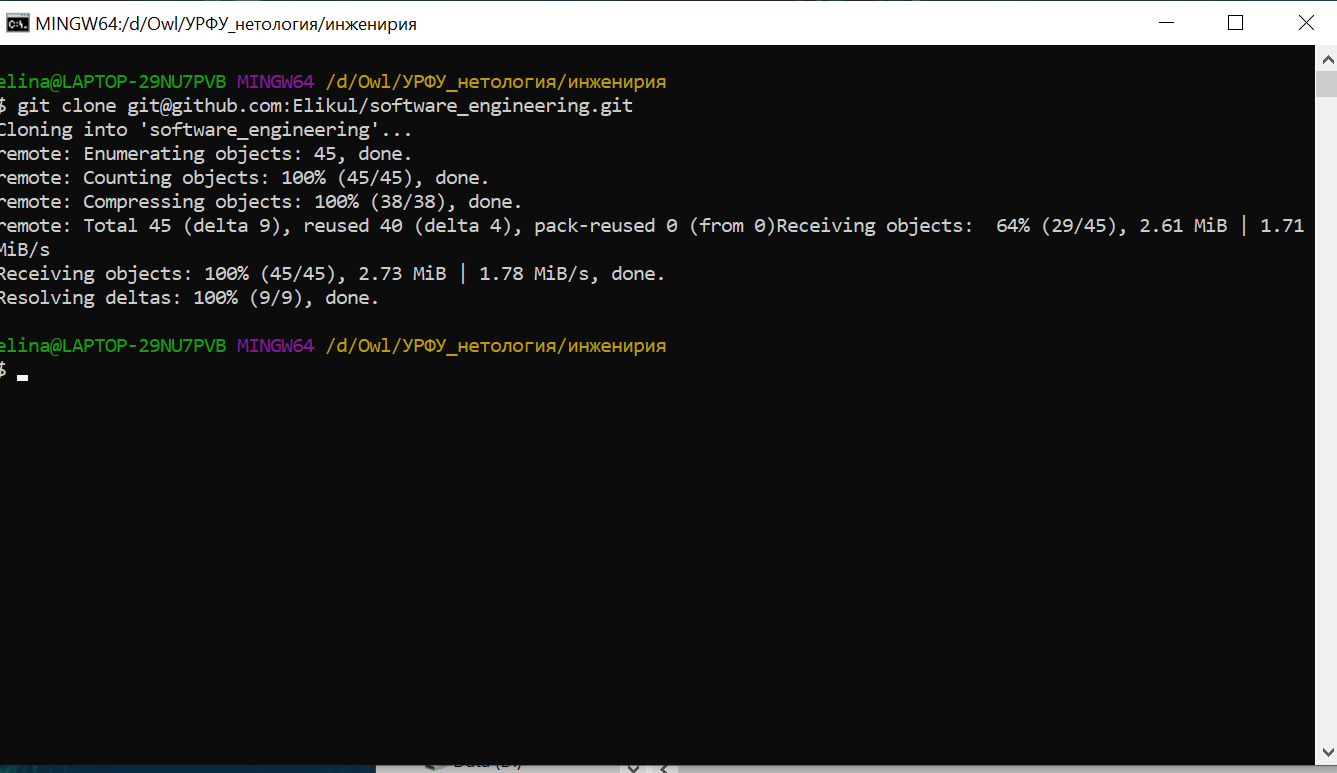 MINGW64:/d/Owl/УРФУ_нетология/инженирия
elina@LAPTOP-29NU7PVB MINGW64 /d/Owl/УРФУ_нетология/инженирия
$ git clone git@github.com:Elikul/software_engineering.git
Cloning into 'software_engineering'...
remote: Enumerating objects: 45, done.
remote: Counting objects: 100% (45/45), done.
remote: Compressing objects: 100% (38/38), done.
remote: Total 45 (delta 9), reused 40 (delta 4), pack-reused 0 (from 0)Receiving objects:  64% (29/45), 2.61 MiB | 1.71
MiB/s
Receiving objects: 100% (45/45), 2.73 MiB | 1.78 MiB/s, done.
Resolving deltas: 100% (9/9), done.
elina@LAPTOP-29NU7PVB MINGW64 /d/Owl/УРФУ_нетология/инженирия
$